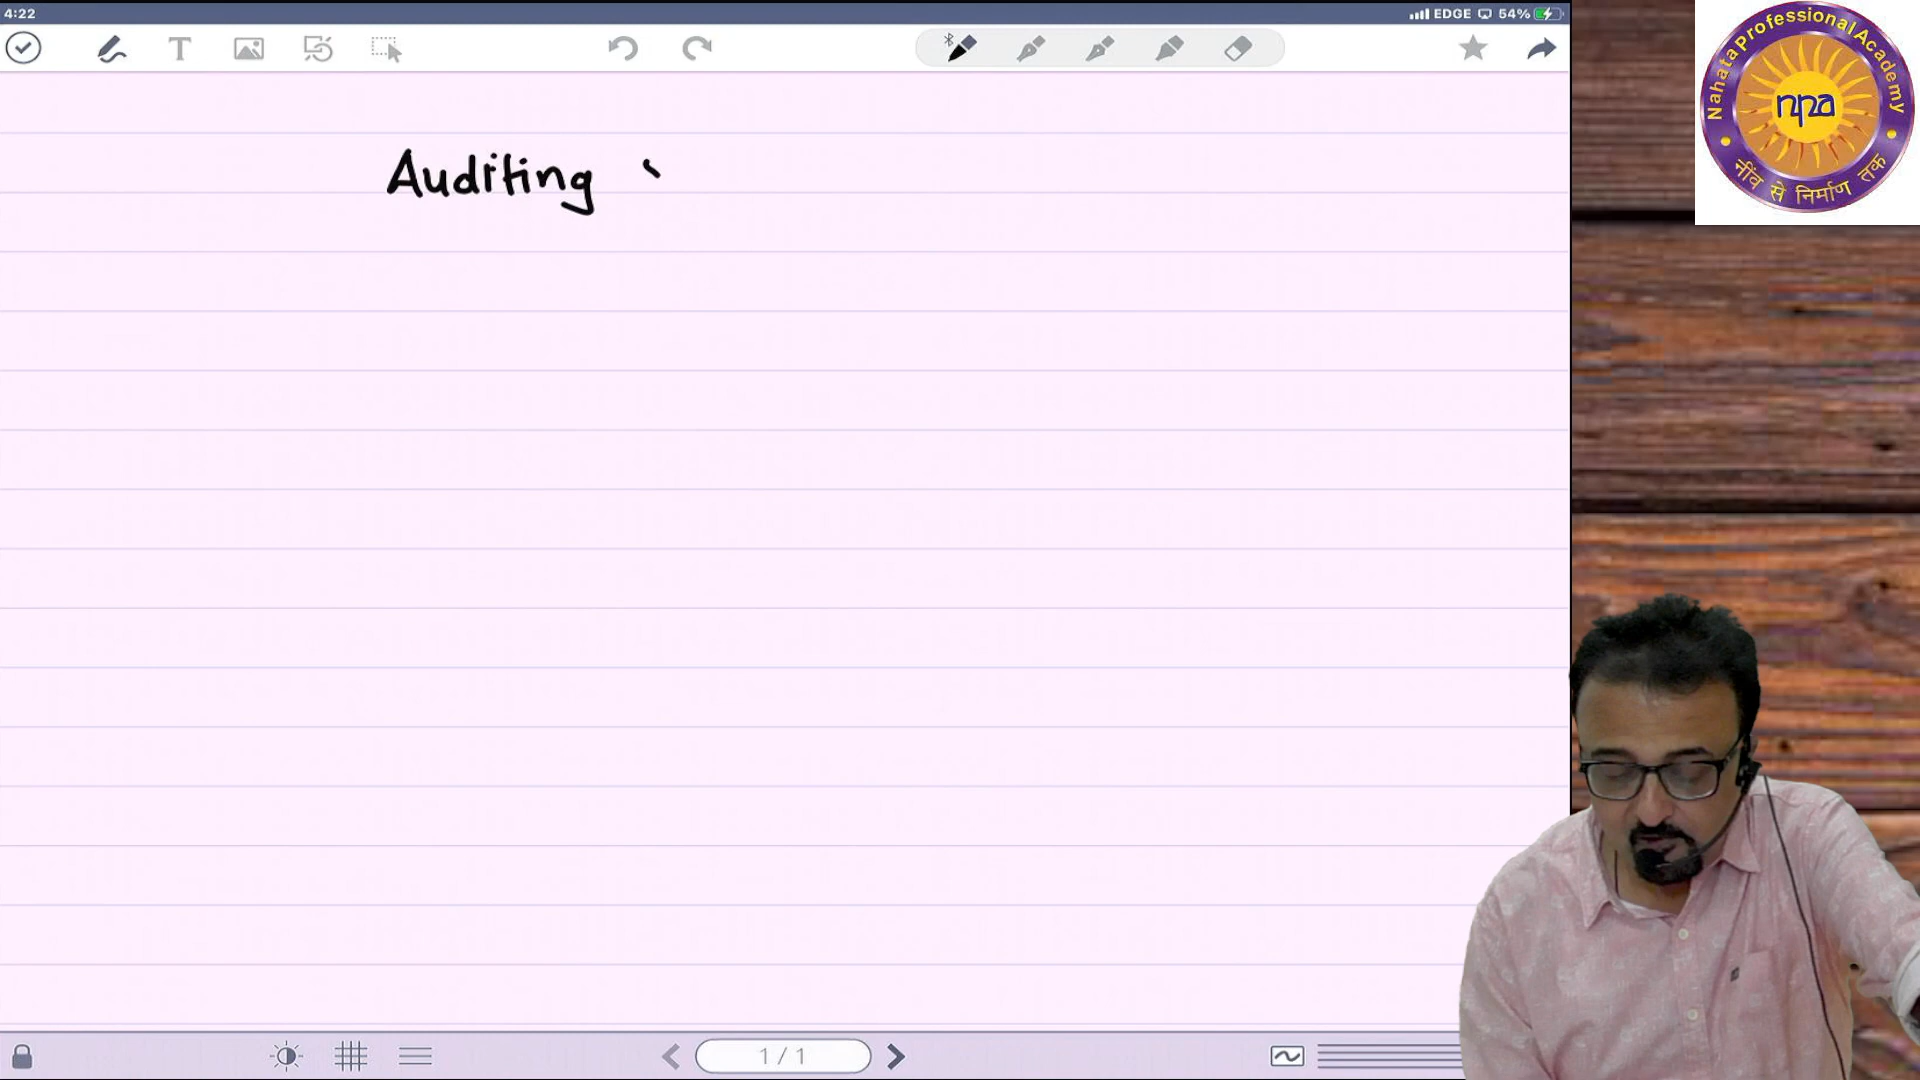 4:22
EDGE 54%
T
Auditing
1 / 1
Nahata Professional Academy
npa
नींव से निर्माण तक